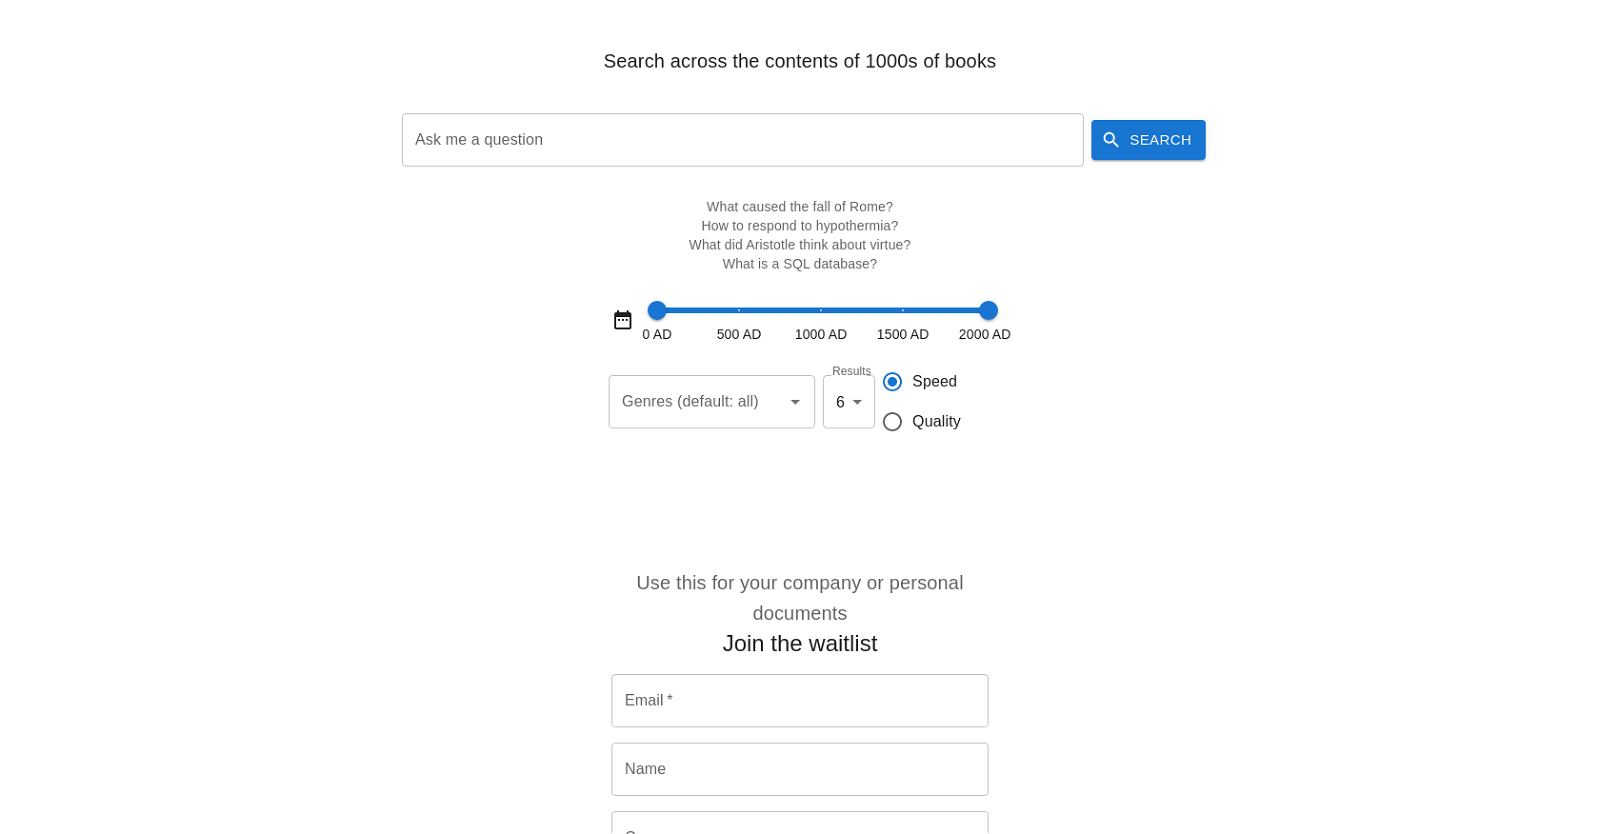 Search across the contents of 1000s of books
Ask me a question
SEARCH
What caused the fall of Rome?
How to respond to hypothermia?
What did Aristotle think about virtue?
What is a SQL database?
0 AD 500 AD 1000 AD 1500 AD 2000 AD
Genres (default: all)
Results
6
Speed
Quality
Use this for your company or personal
documents
Join the waitlist
Email *
Name